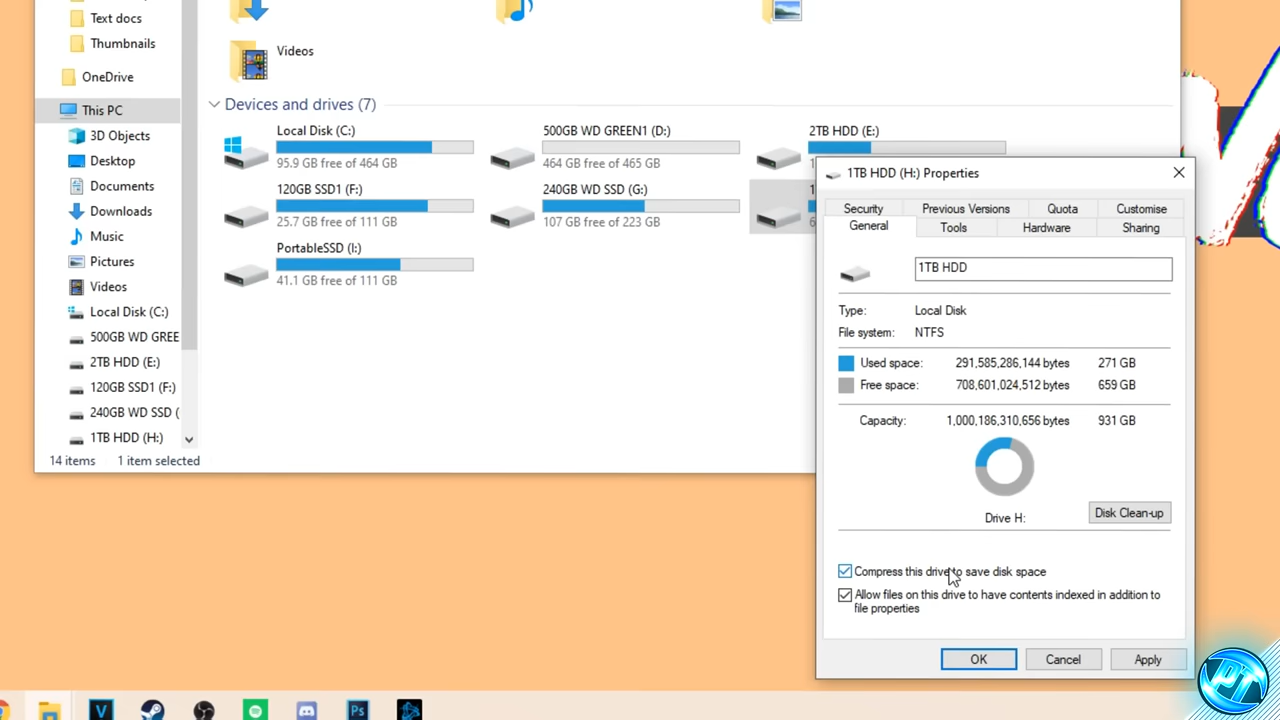 Text docs
Thumbnails
OneDrive
This PC
3D Objects
Desktop
Documents
Downloads
Music
Pictures
Videos
Local Disk (C:)
500GB WD GREE
2TB HDD (E:)
120GB SSD1 (F:)
240GB WD SSD (
1TB HDD (H:)
14 items 1 item selected
Videos
Devices and drives (7)
Local Disk (C:)
95.9 GB free of 464 GB
500GB WD GREEN1 (D:)
464 GB free of 465 GB
2TB HDD (E:)
120GB SSD1 (F:)
25.7 GB free of 111 GB
240GB WD SSD (G:)
107 GB free of 223 GB
PortableSSD (I:)
41.1 GB free of 111 GB
1TB HDD (H:) Properties
Security Previous Versions Quota Customise
General Tools Hardware Sharing
1TB HDD
Type: Local Disk
File system: NTFS
Used space: 291,585,286,144 bytes 271 GB
Free space: 708,601,024,512 bytes 659 GB
Capacity: 1,000,186,310,656 bytes 931 GB
Drive H:
Disk Clean-up
Compress this drive to save disk space
Allow files on this drive to have contents indexed in addition to
file properties
OK Cancel Apply
V
Ps
PT